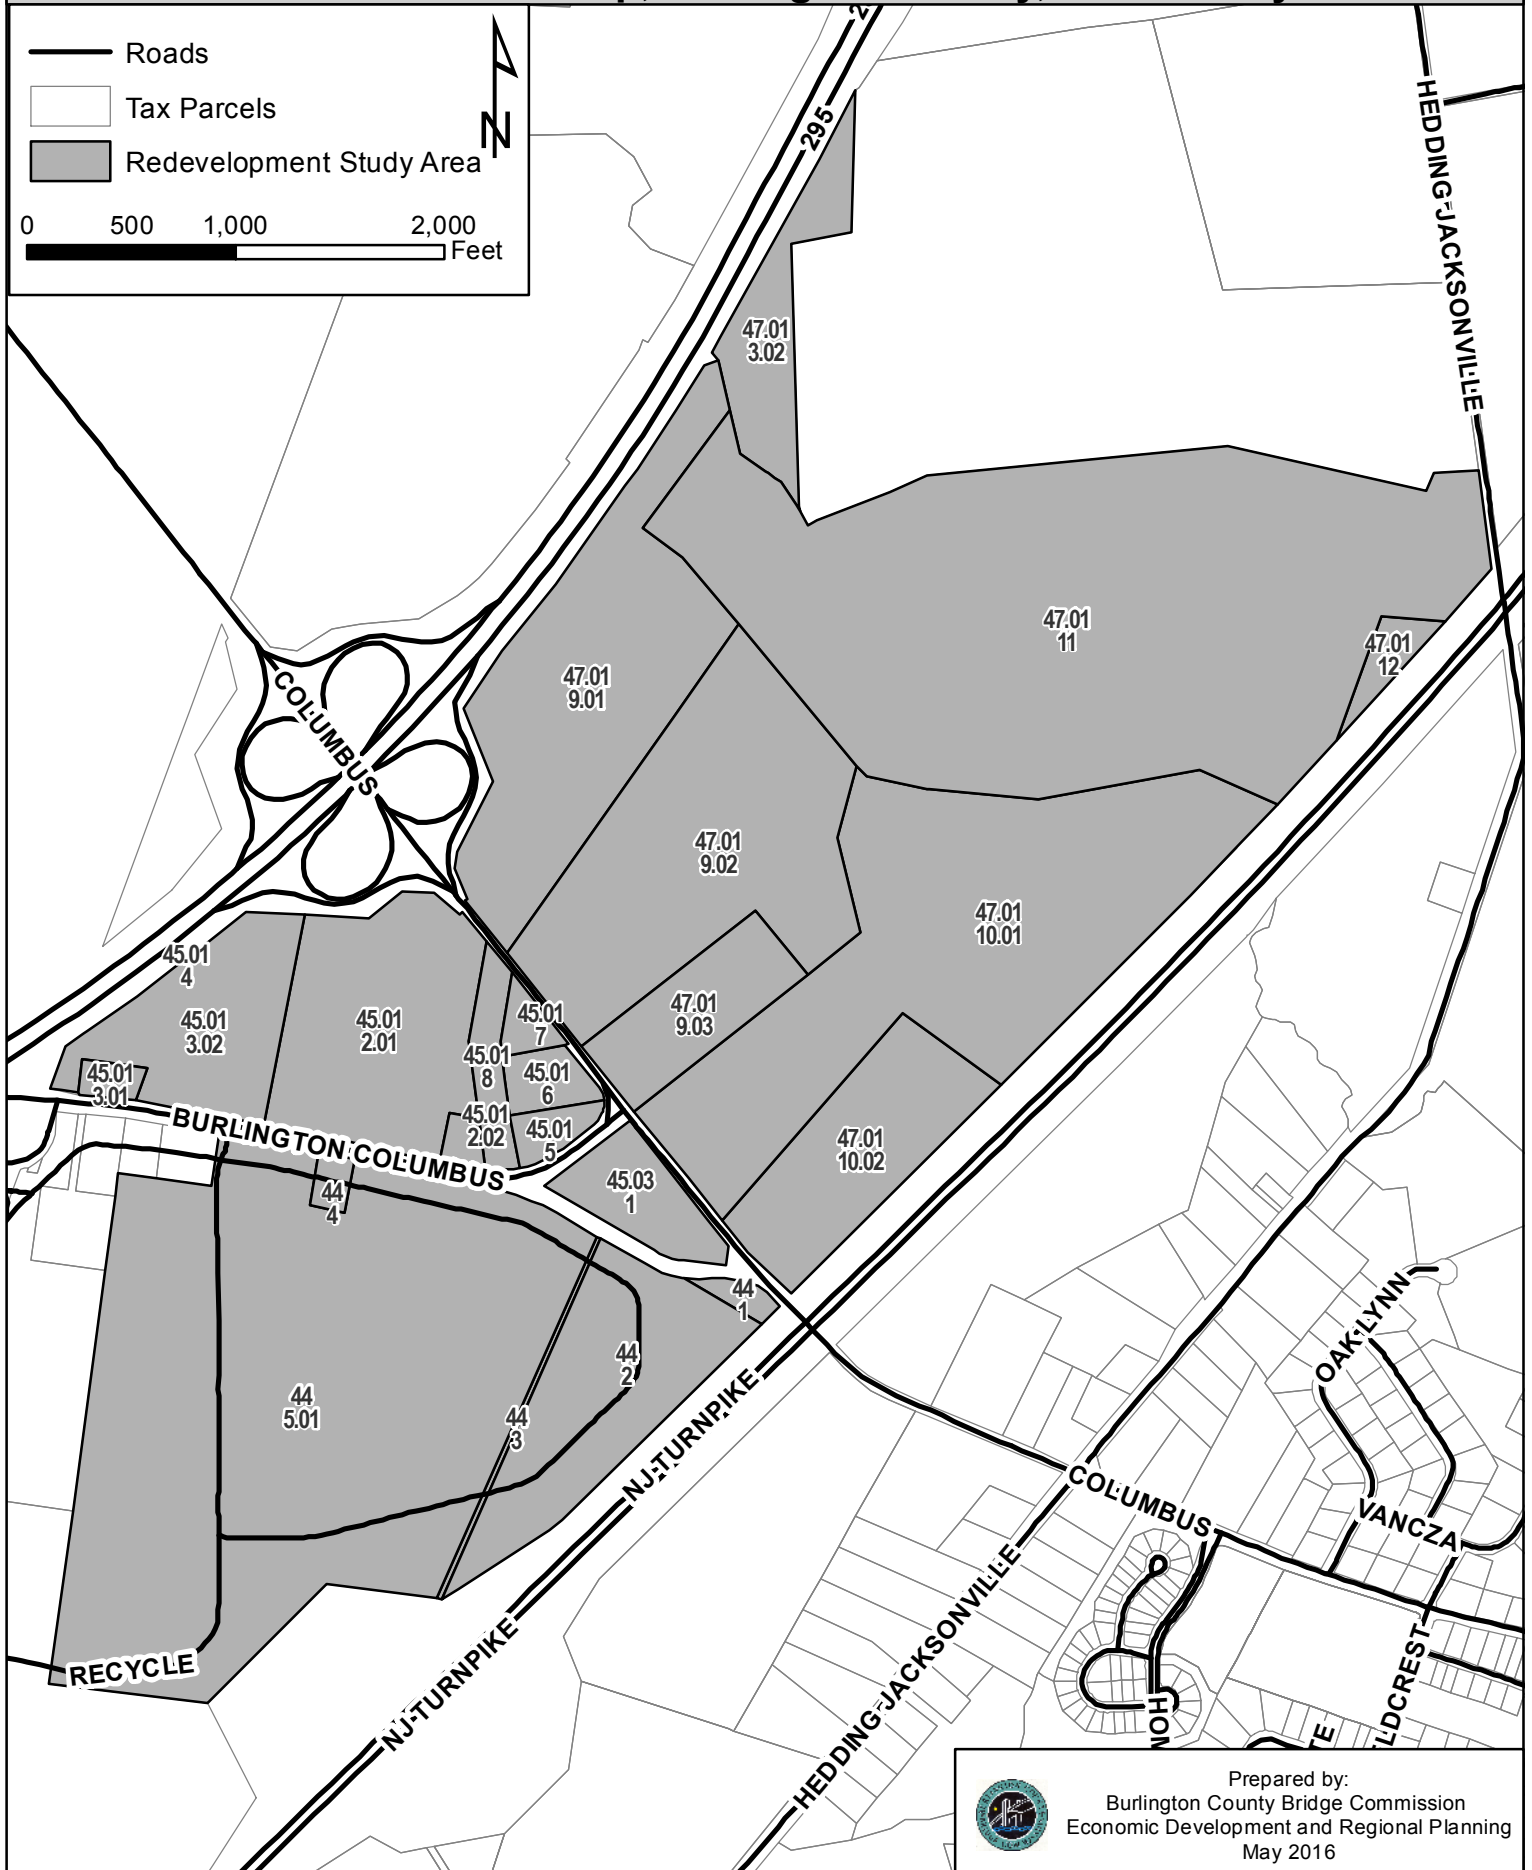 295
Roads
Tax Parcels
Redevelopment Study Area
N
0 500 1,000 2,000
Feet
HEDDING-JACKSONVILLE
47.01
3.02
47.01
11
47.01
12
47.01
9.01
COLUMBUS
47.01
9.02
47.01
10.01
45.01
4
45.01
3.02
45.01
2.01
45.01
7
47.01
9.03
45.01
8
45.01
6
45.01
3.01
45.01
2.02
45.01
5
BURLINGTON COLUMBUS
47.01
10.02
45.03
1
44
4
44
1
44
2
44
5.01
44
3
NJ-TURNPIKE
OAK LYNN
COLUMBUS
VANCZA
HEDDING-JACKSONVILLE
RECYCLE
NJ-TURNPIKE
HOM
TE
LDCREST
Prepared by:
Burlington County Bridge Commission
Economic Development and Regional Planning
May 2016